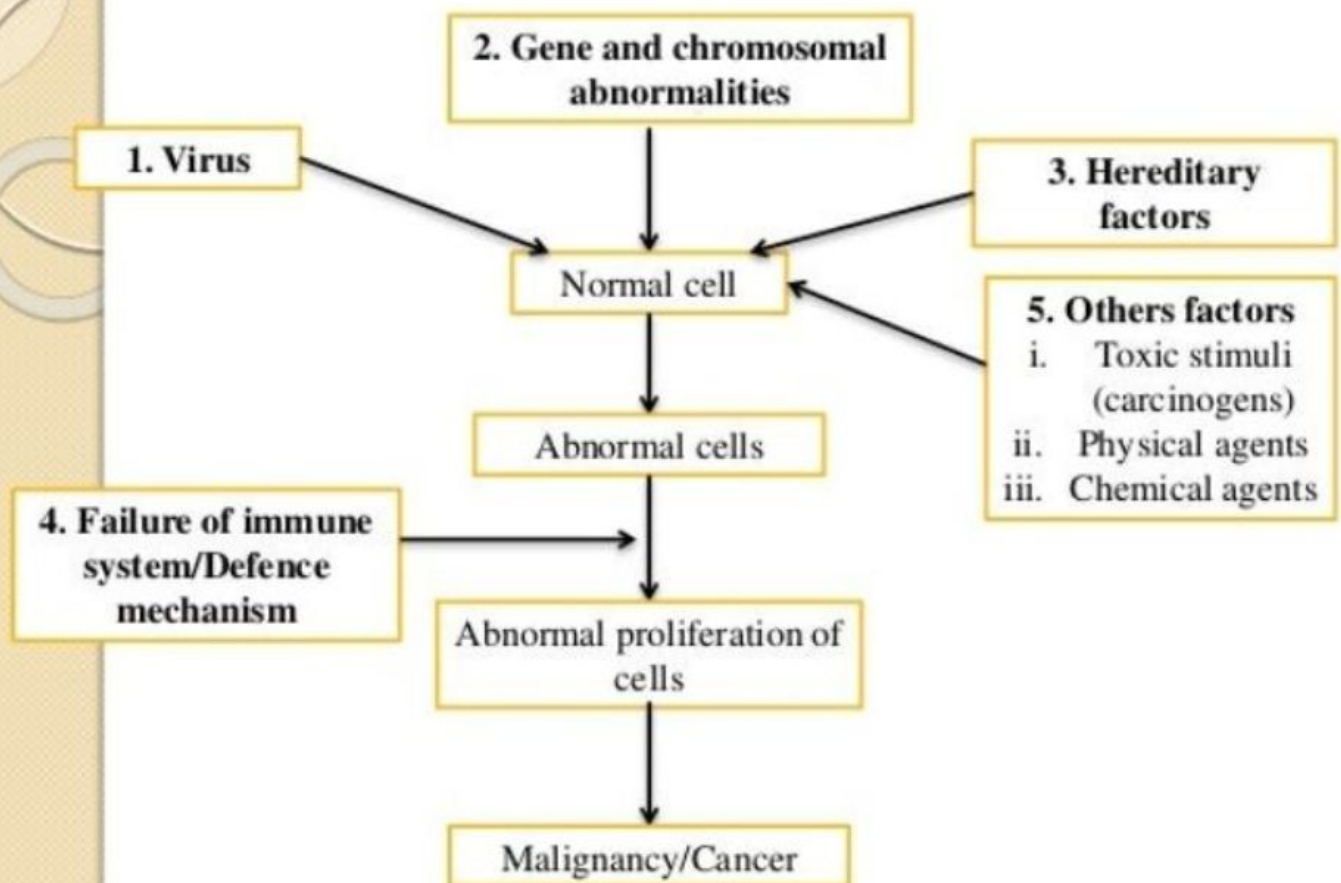 2. Gene and chromosomal
abnormalities
1. Virus
3. Hereditary
factors
Normal cell
5. Others factors
i. Toxic stimuli
(carcinogens)
ii. Physical agents
iii. Chemical agents
Abnormal cells
4. Failure of immune
system/Defence
mechanism
Abnormal proliferation of
cells
Malignancy/Cancer